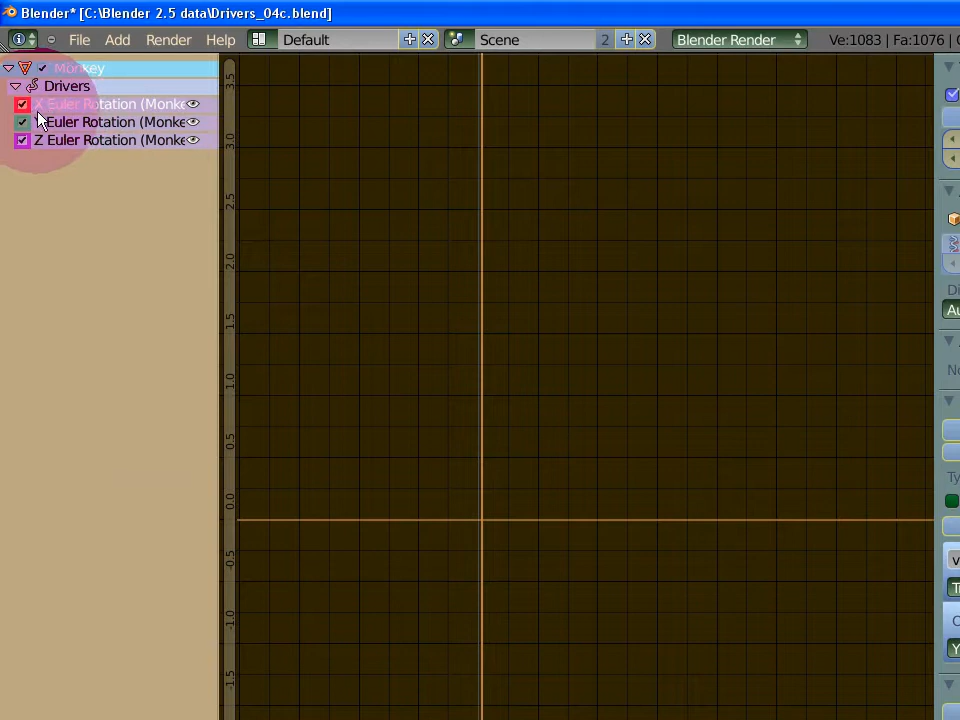 Blender* [C:\Blender 2.5 data\Drivers_04c.blend]
File Add Render Help Default Scene 2 Blender Render Ve:1083 | Fa:1076 |
Monkey
Drivers
X Euler Rotation (Monke
Y Euler Rotation (Monke
Z Euler Rotation (Monke
3.5
3.0
2.5
2.0
1.5
1.0
0.5
0.0
-0.5
-1.0
-1.5